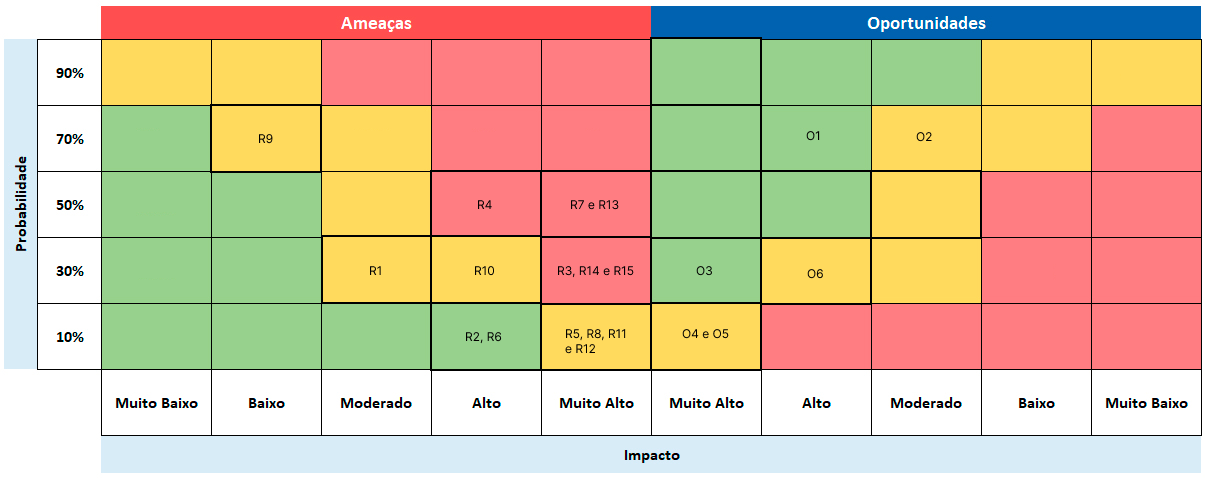 Ameaças Oportunidades
Probabilidade
90%
70% R9 O1 O2
50% R4 R7 e R13
30% R1 R10 R3, R14 e R15 O3 O6
10% R2, R6 R5, R8, R11 O4 e O5
e R12
Muito Baixo Baixo Moderado Alto Muito Alto Muito Alto Alto Moderado Baixo Muito Baixo
Impacto